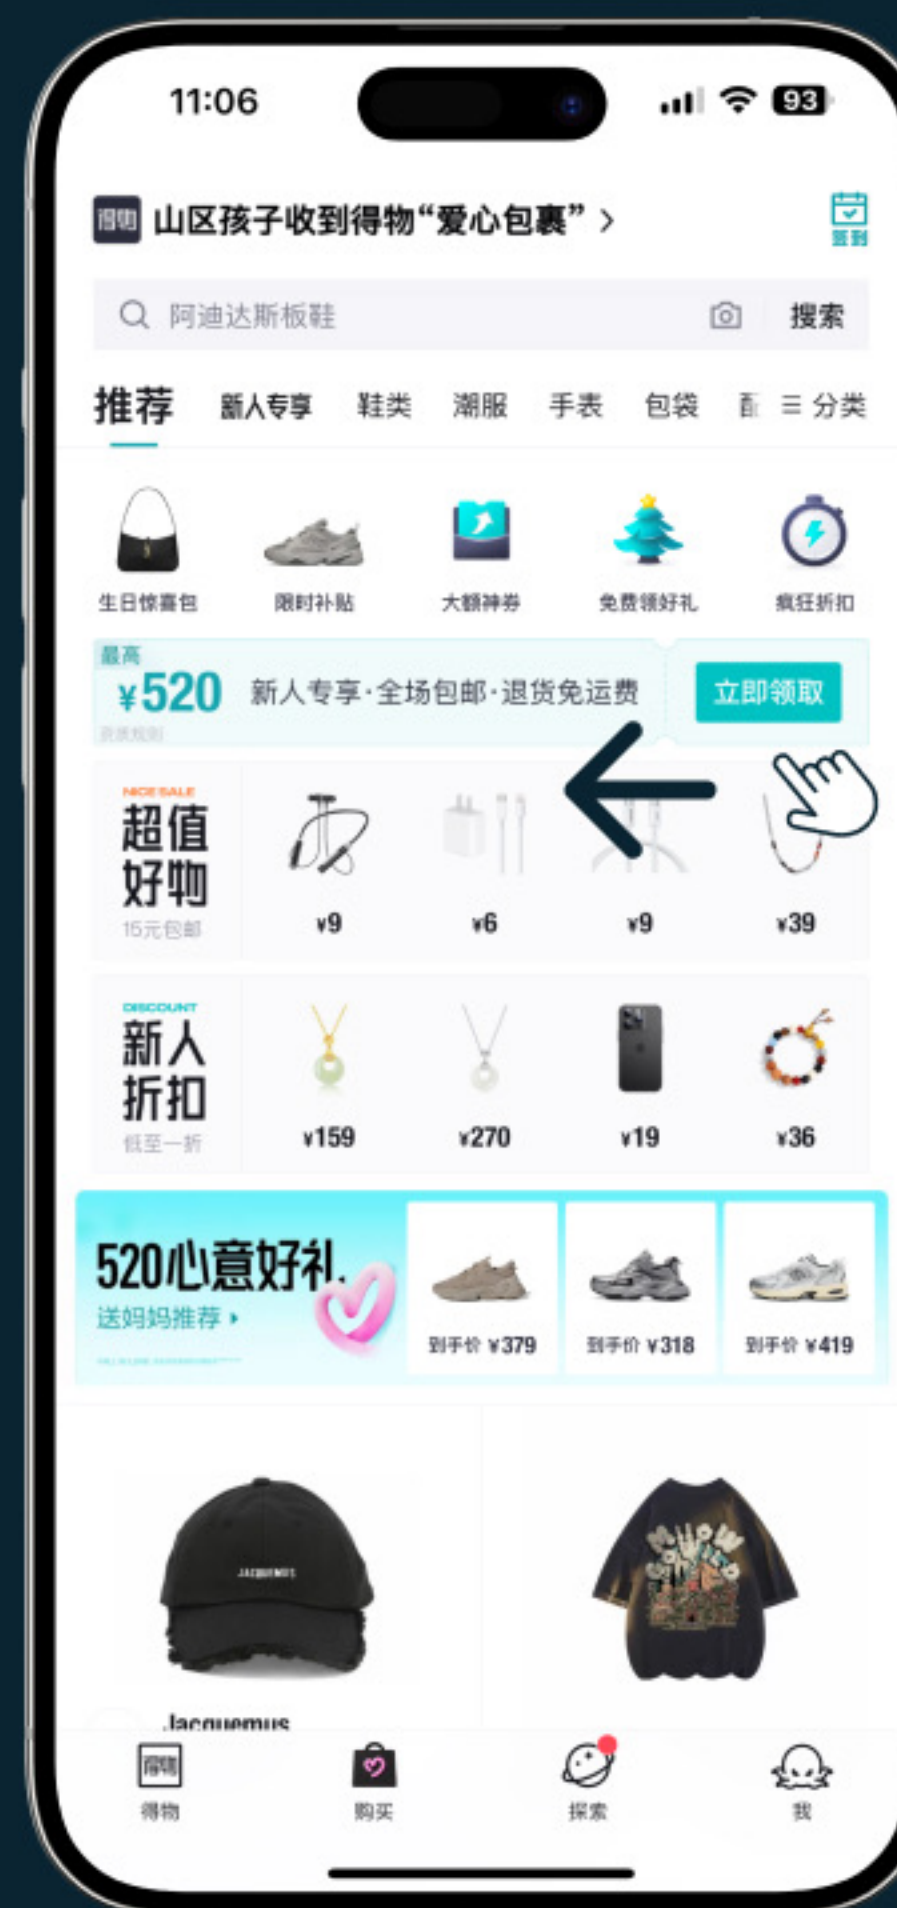 11:06
93
得物 山区孩子收到得物“爱心包裹” >
签到
阿迪达斯板鞋 搜索
推荐 新人专享 鞋类 潮服 手表 包袋 分类
生日惊喜包 限时补贴 大额神券 免费领好礼 疯狂折扣
最高
¥520 新人专享·全场包邮·退货免运费 立即领取
资质规则
NICE SALE
超值
好物
15元包邮
¥9 ¥6 ¥9 ¥39
DISCOUNT
新人
折扣
低至一折
¥159 ¥270 ¥19 ¥36
520心意好礼
送妈妈推荐
到手价 ¥379 到手价 ¥318 到手价 ¥419
JACQUEMUS
Jacquemus
得物
得物 购买 探索 我